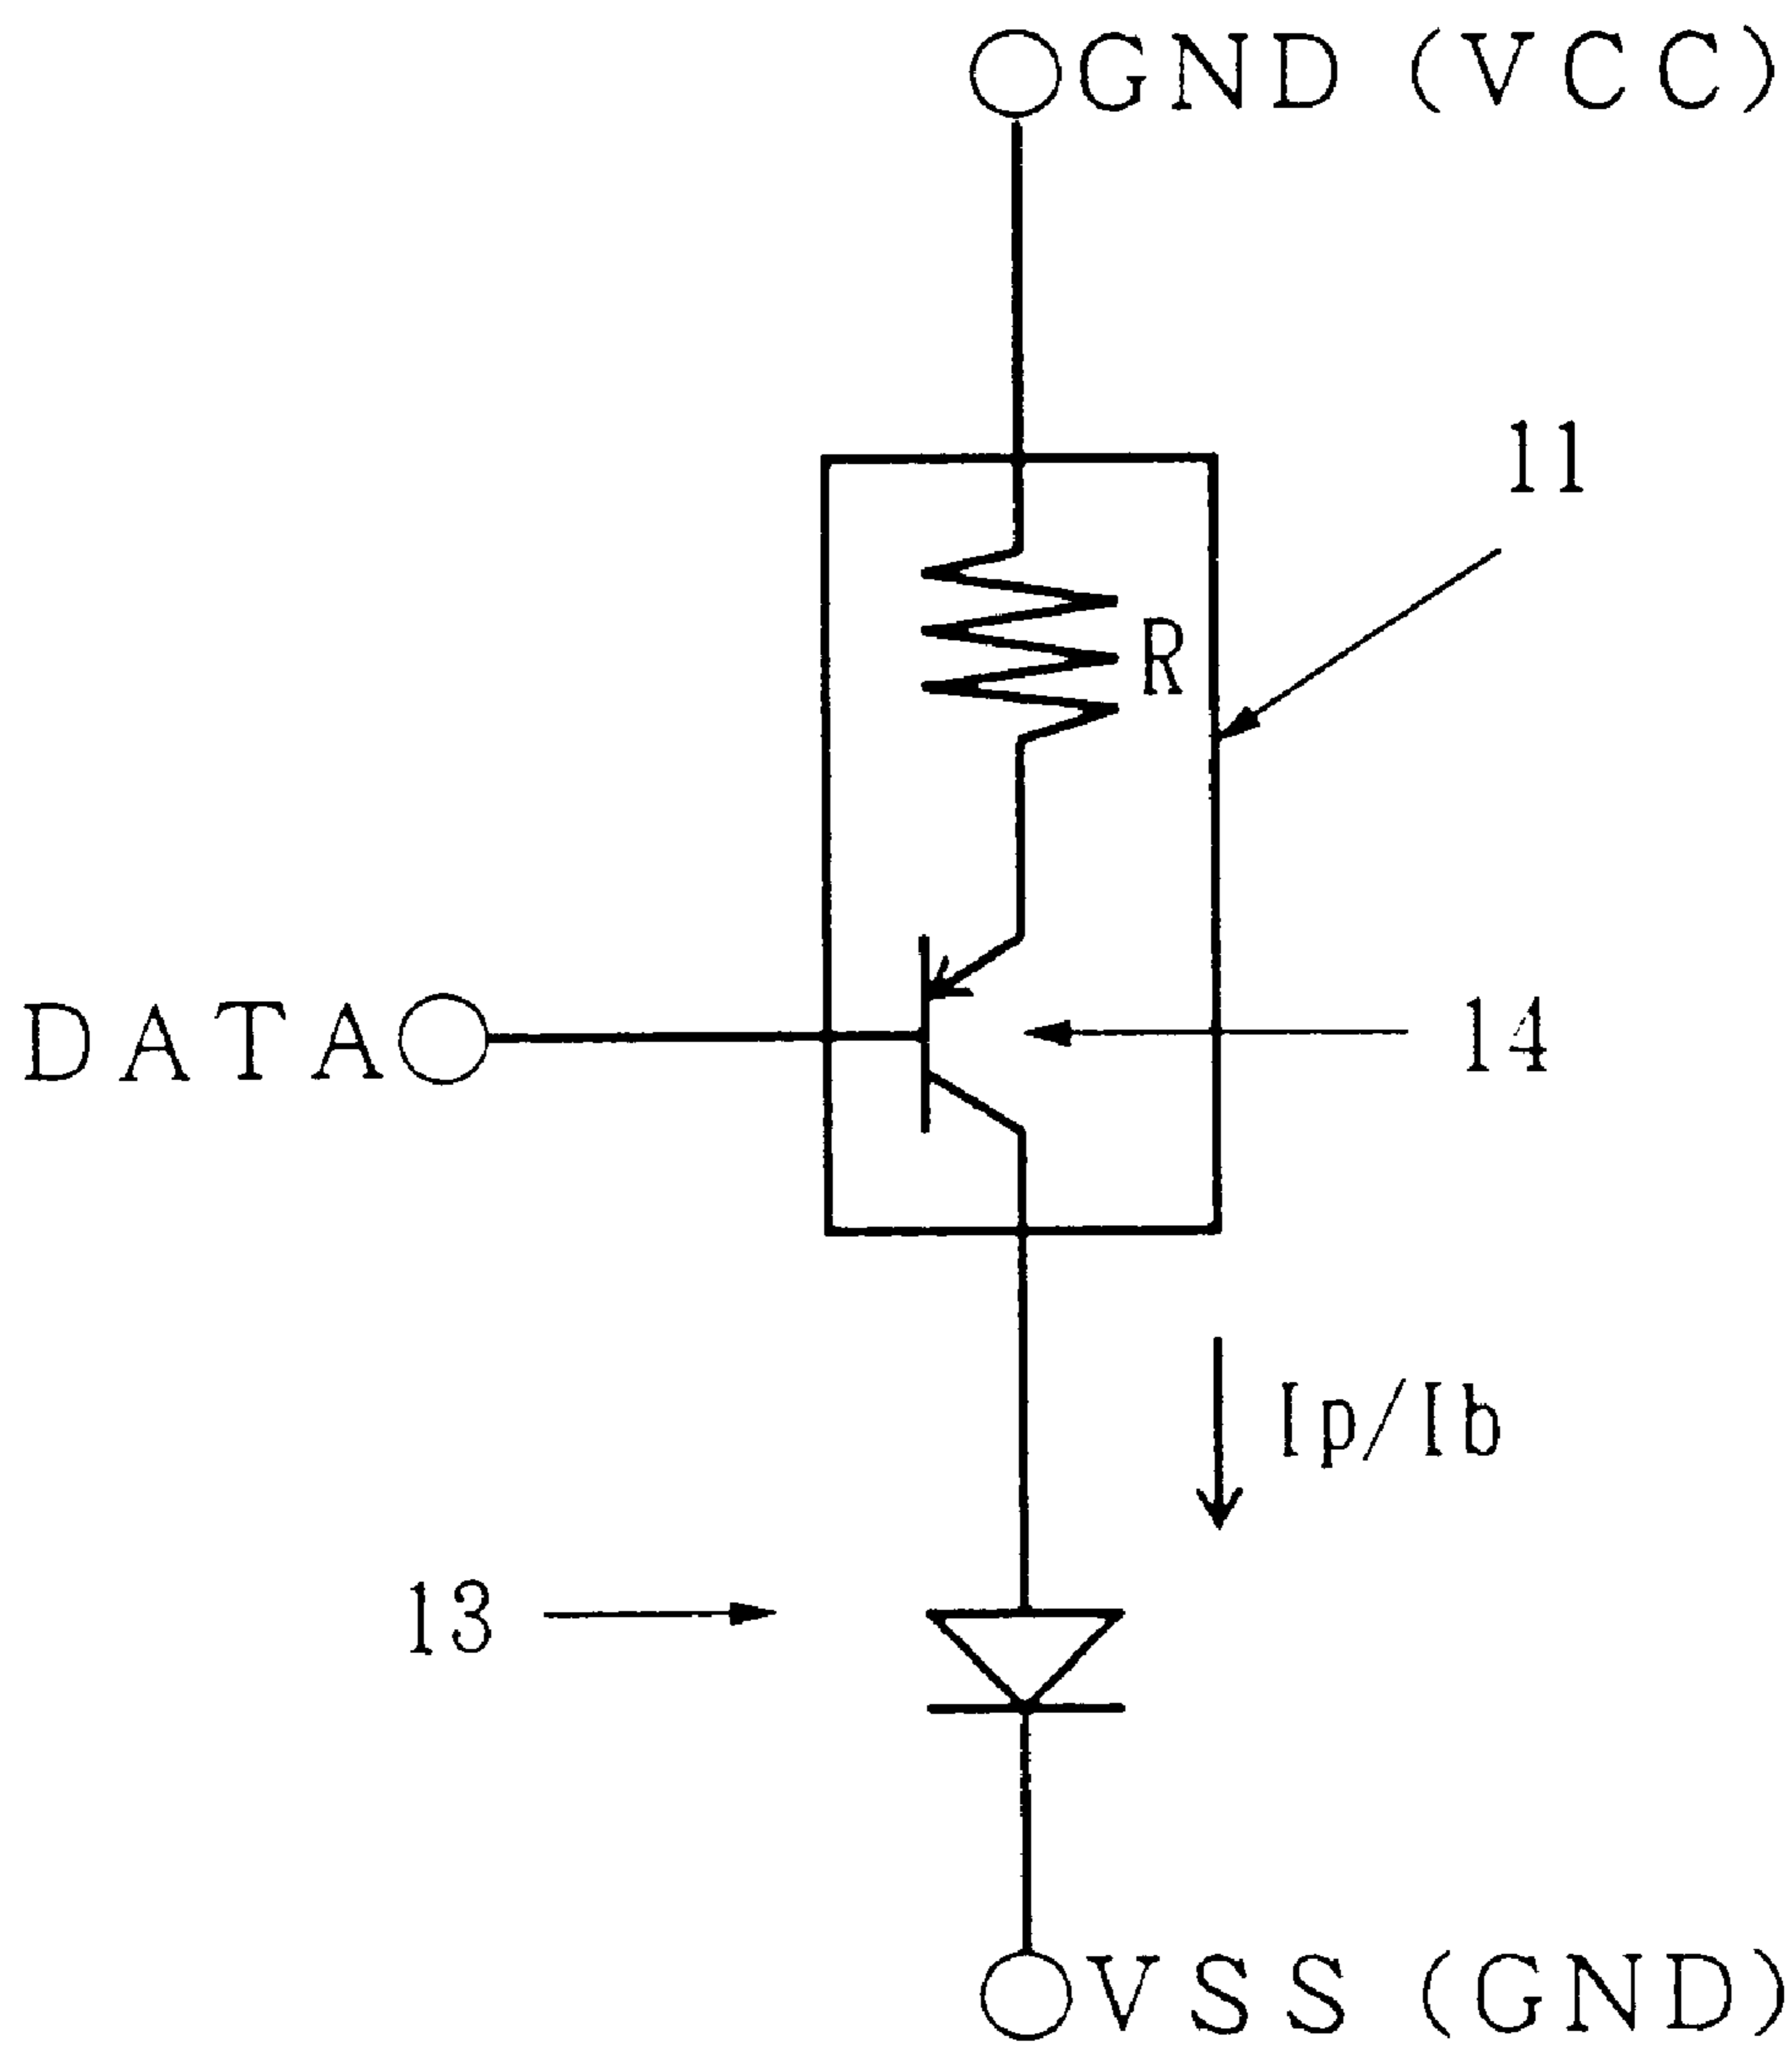 GND (VCC)
11
R
DATA
14
Ip/Ib
13
VSS (GND)